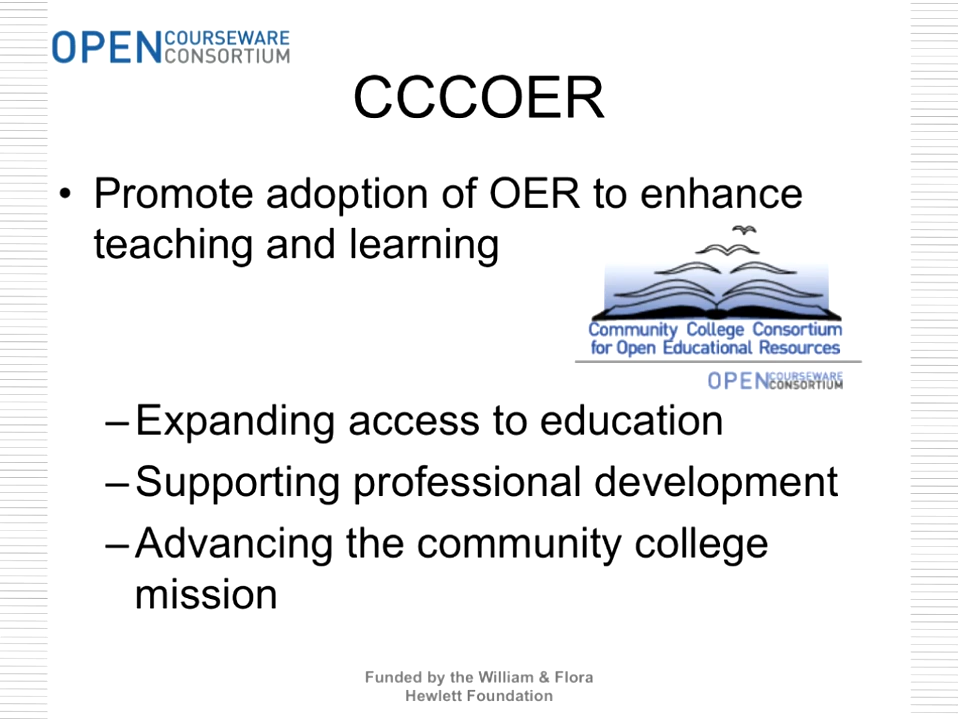 OPEN COURSEWARE CONSORTIUM
CCCOER
• Promote adoption of OER to enhance
teaching and learning
Community College Consortium
for Open Educational Resources
OPEN COURSEWARE CONSORTIUM
– Expanding access to education
– Supporting professional development
– Advancing the community college
mission
Funded by the William & Flora
Hewlett Foundation